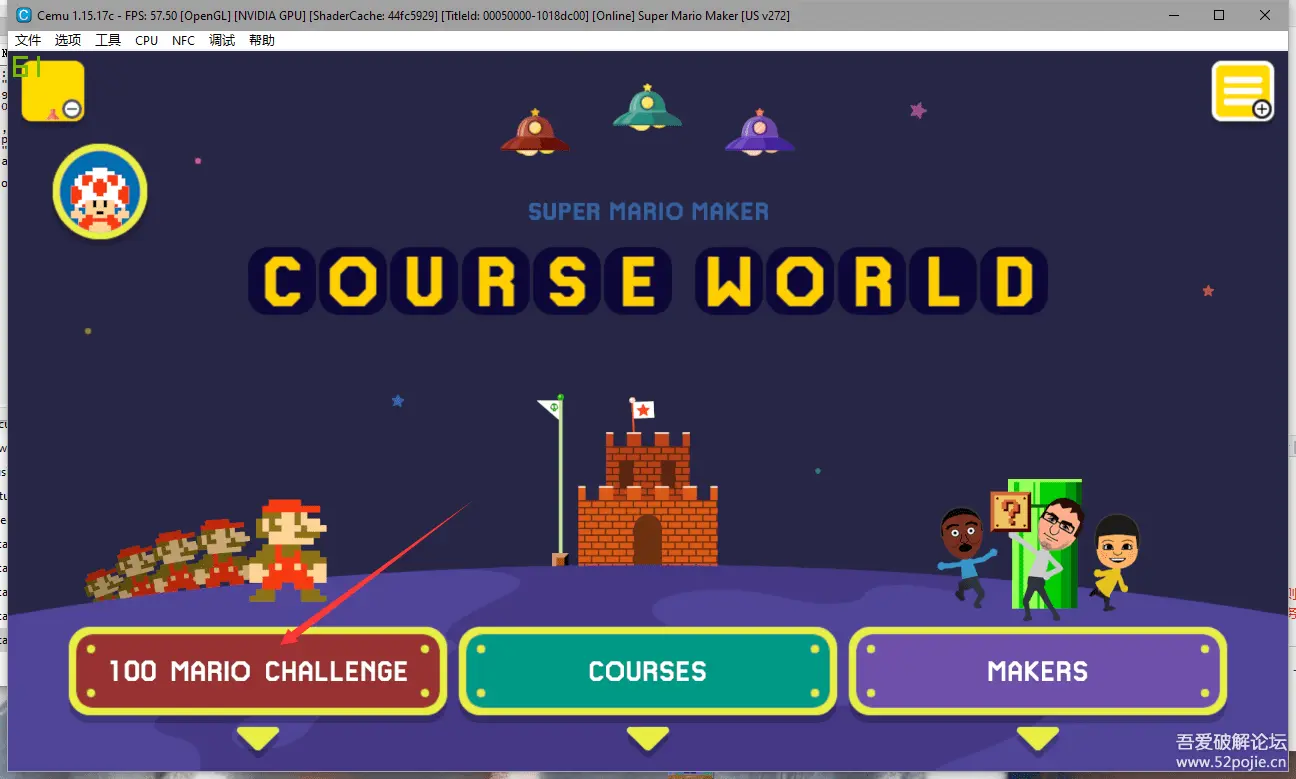 Cemu 1.15.17c - FPS: 57.50 [OpenGL] [NVIDIA GPU] [ShaderCache: 44fc5929] [TitleId: 00050000-1018dc00] [Online] Super Mario Maker [US v272]
文件 选项 工具 CPU NFC 调试 帮助
61
SUPER MARIO MAKER
COURSE WORLD
?
100 MARIO CHALLENGE
COURSES
MAKERS
吾爱破解论坛
www.52pojie.cn